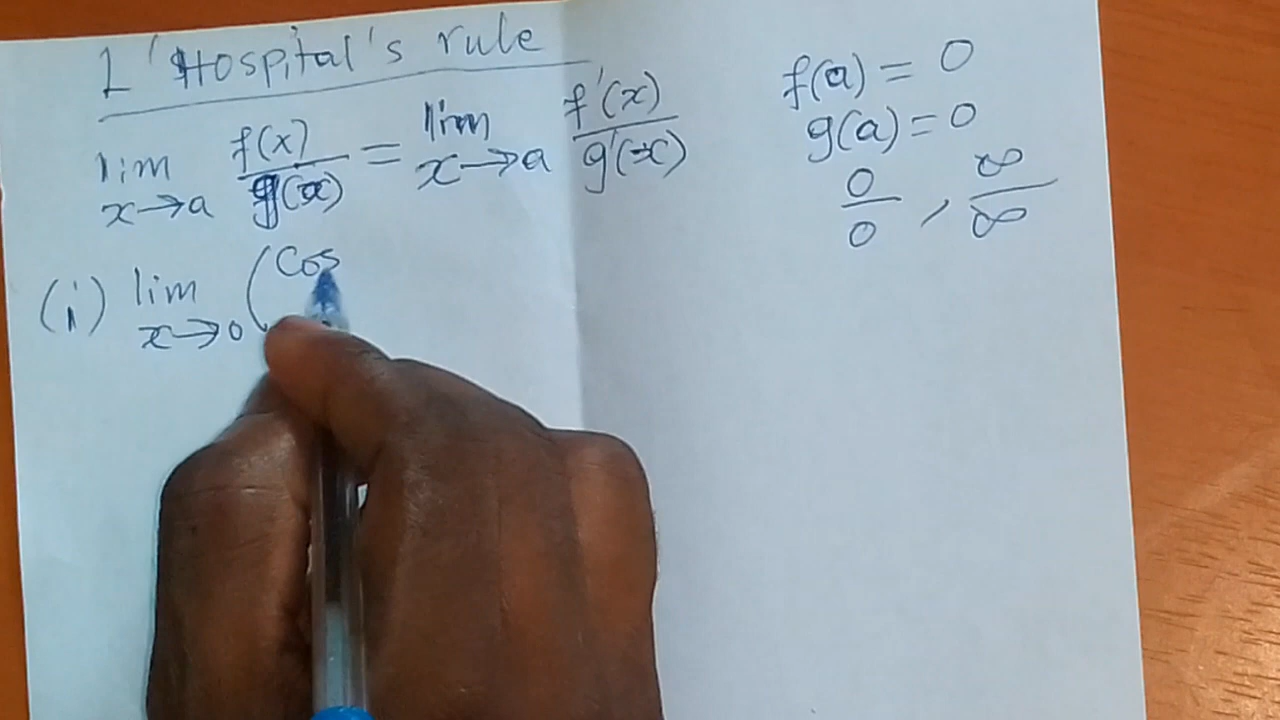 L'Hospital's rule
lim x→a f(x)/g(x) = lim x→a f'(x)/g'(x)
f(a) = 0
g(a) = 0
0/0 , ∞/∞
(i) lim x→0 (Cos